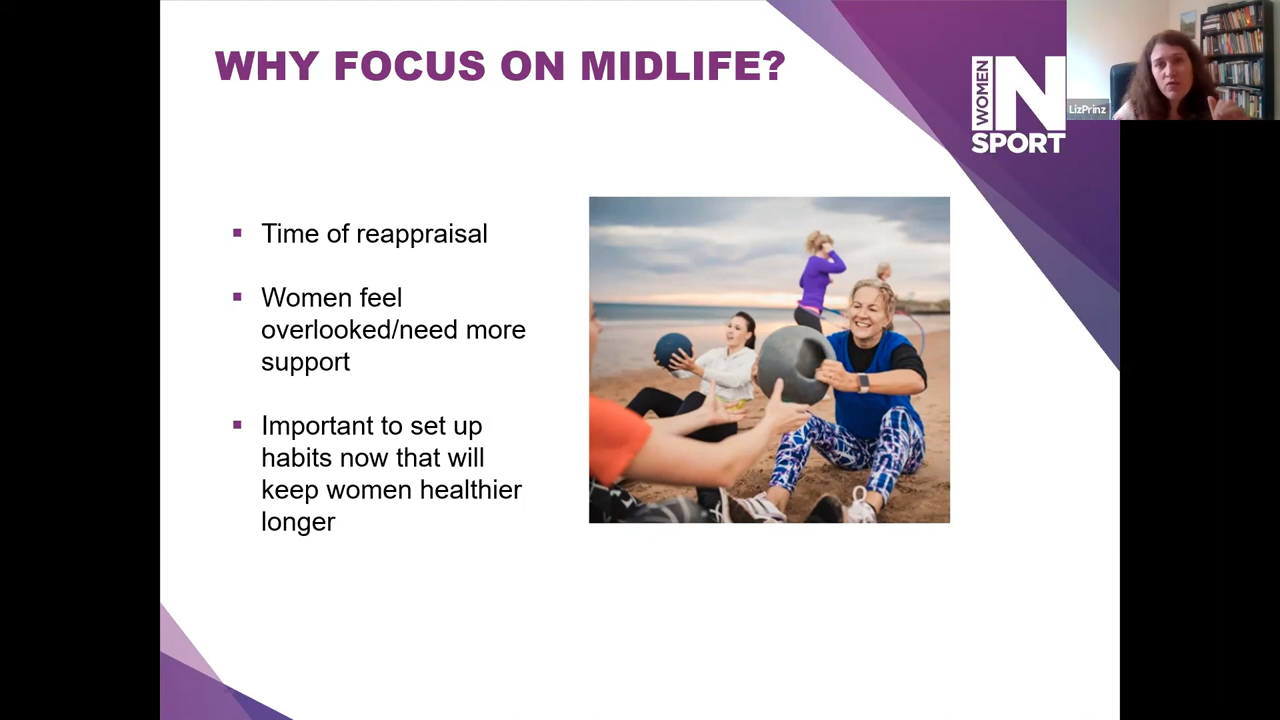 WHY FOCUS ON MIDLIFE?
WOMEN
IN
SPORT
LizPrinz
▪ Time of reappraisal
▪ Women feel
overlooked/need more
support
▪ Important to set up
habits now that will
keep women healthier
longer